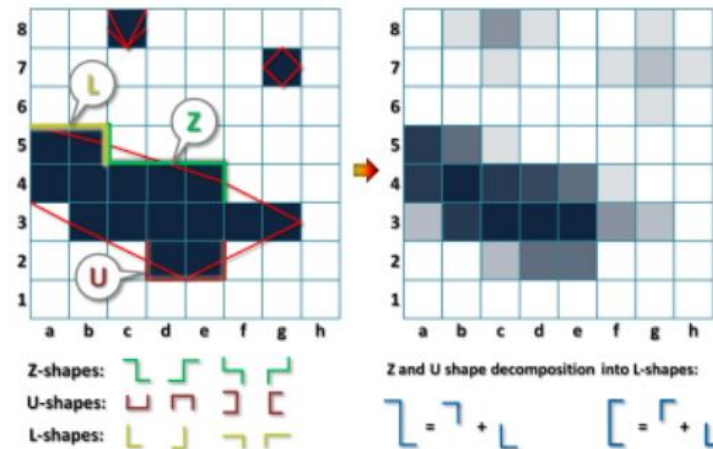 8
7
6
L
Z
5
4
3
2
U
1
a b c d e f g h
a b c d e f g h
8
7
6
5
4
3
2
1
Z-shapes:
U-shapes:
L-shapes:
Z and U shape decomposition into L-shapes:
= +
= +